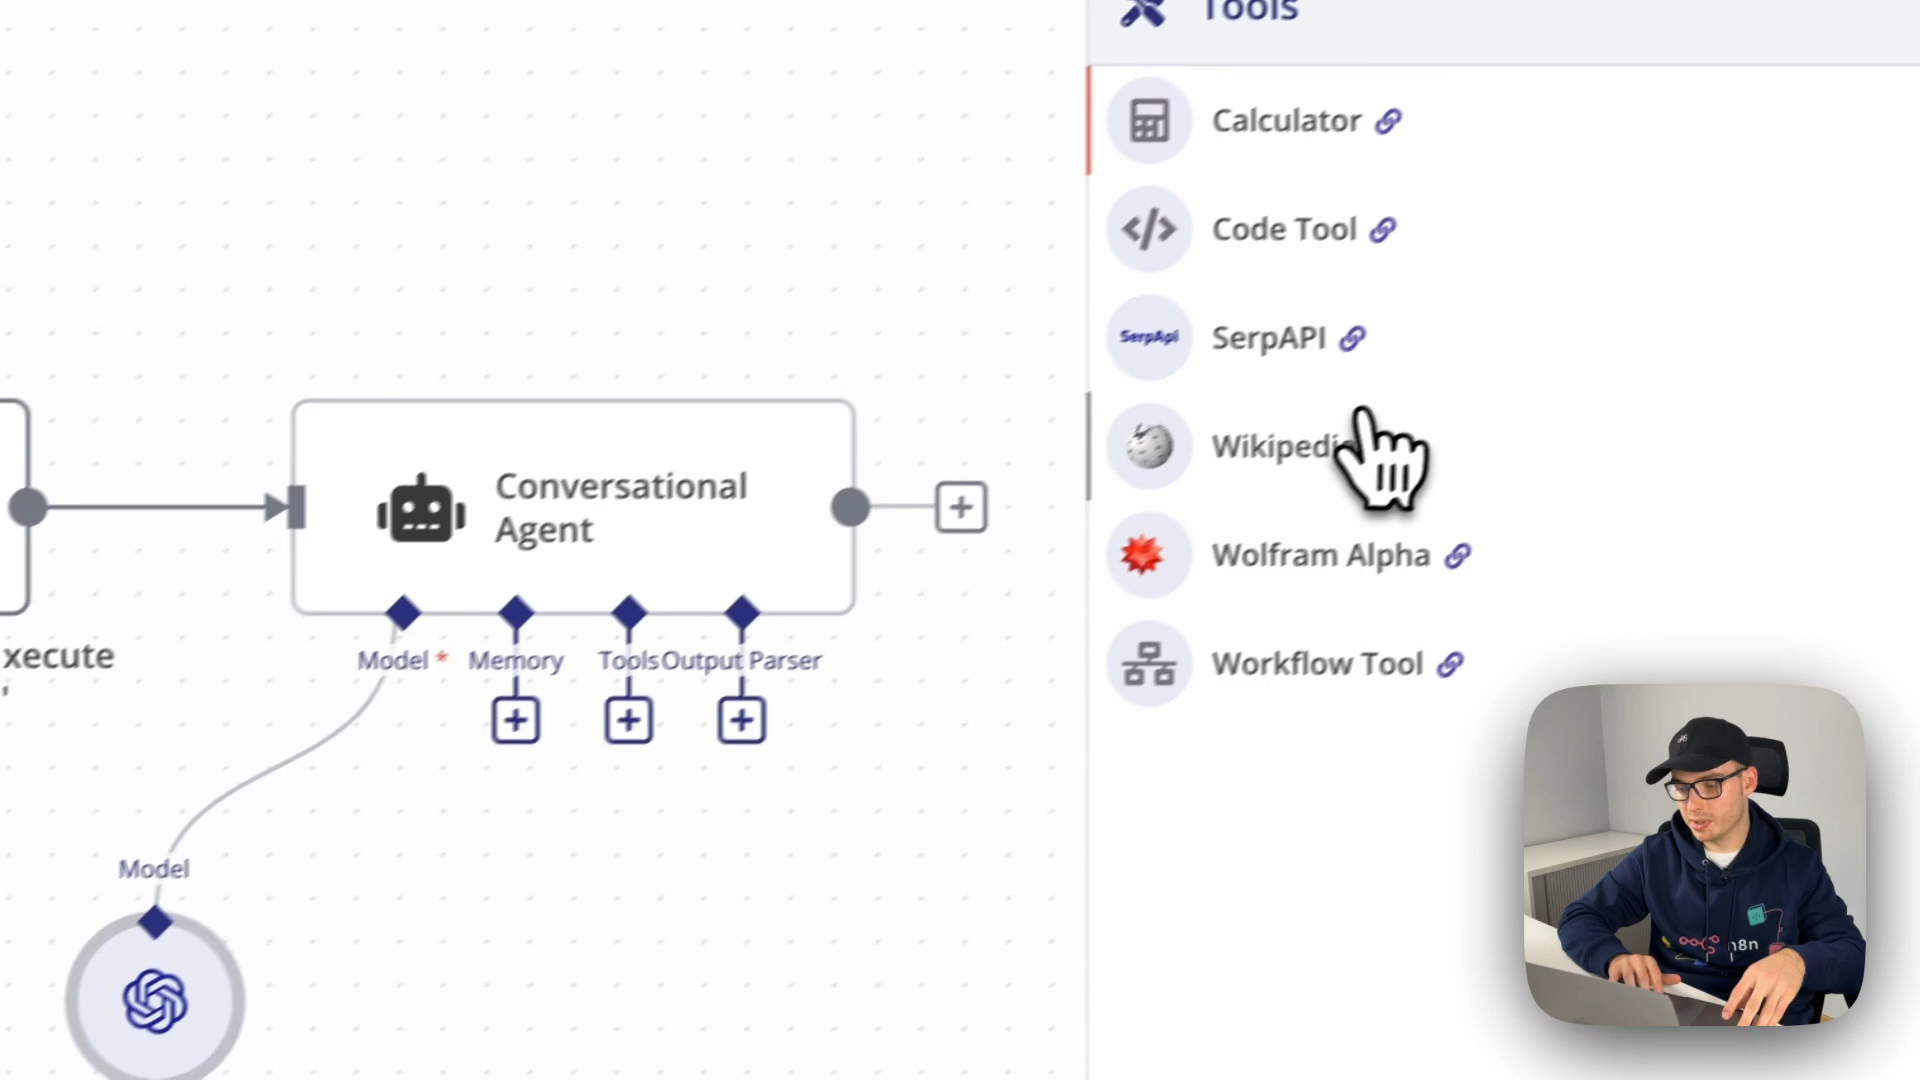 Tools
Calculator
Code Tool
SerpApi
SerpAPI
Wikipedia
Wolfram Alpha
Workflow Tool
Conversational
Agent
Model *
Memory
Tools
Output Parser
xecute
Model
n8n